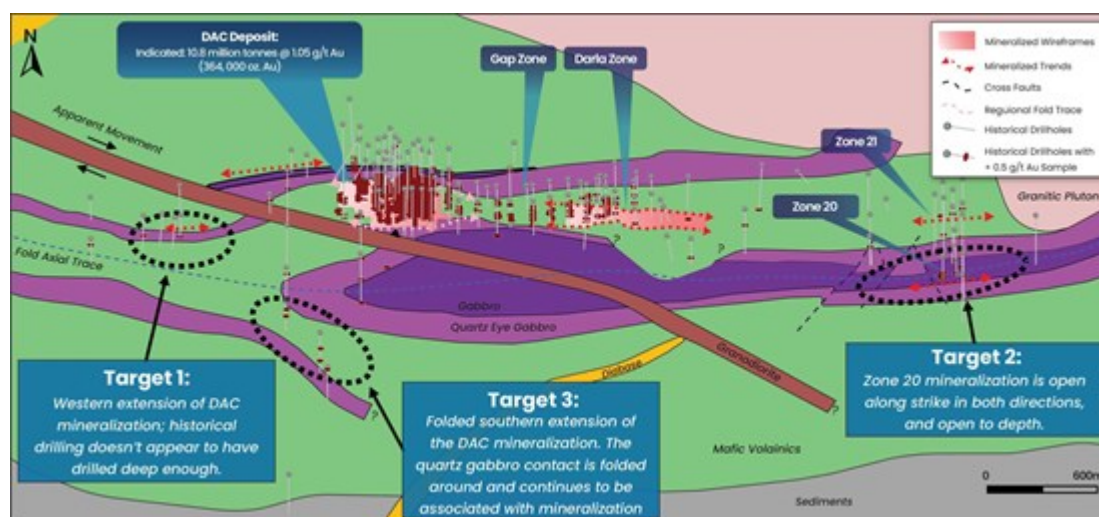 N
DAC Deposit:
Indicated: 10.8 million tonnes @ 1.05 g/t Au
(364, 000 oz. Au)
Gap Zone
Darla Zone
Mineralized Wireframes
Mineralized Trends
Cross Faults
Reguional Fold Trace
Historical Drillholes
Historical Drillholes with
+ 0.5 g/t Au Sample
Apparent Movement
Zone 21
Zone 20
Granitic Pluton
?
?
Fold Axial Trace
Gabbro
Quartz Eye Gabbro
Granodiorite
Diabase
?
?
Target 1:
Western extension of DAC
mineralization; historical
drilling doesn't appear to have
drilled deep enough.
Target 3:
Folded southern extension
of the DAC mineralization. The
quartz gabbro contact is folded
around and continues to be
associated with mineralization
Target 2:
Zone 20 mineralization is open
along strike in both directions,
and open to depth.
Mafic Volainics
Sediments
0
600m